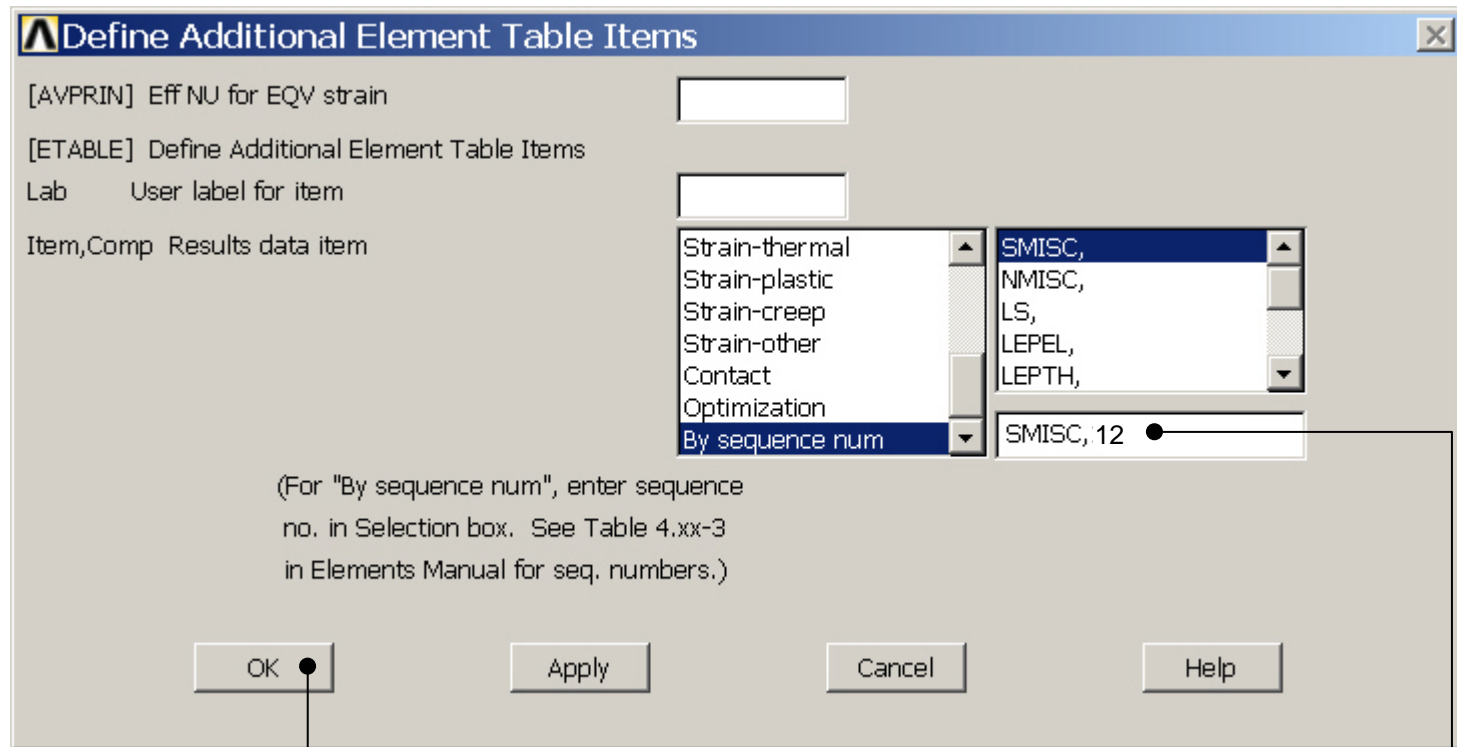 Define Additional Element Table Items
[AVPRIN] Eff NU for EQV strain
[ETABLE] Define Additional Element Table Items
Lab User label for item
Item,Comp Results data item
Strain-thermal
Strain-plastic
Strain-creep
Strain-other
Contact
Optimization
By sequence num
SMISC,
NMISC,
LS,
LEPEL,
LEPTH,
SMISC, 12
(For "By sequence num", enter sequence
no. in Selection box. See Table 4.xx-3
in Elements Manual for seq. numbers.)
OK Apply Cancel Help